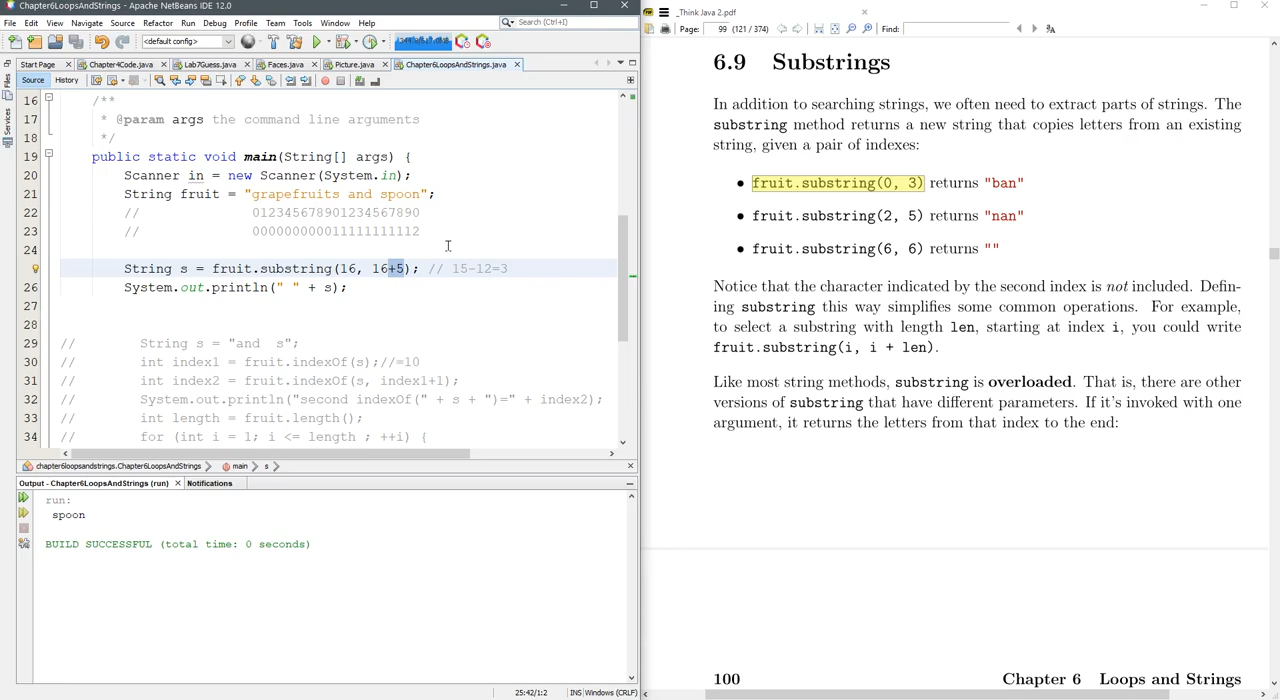 Chapter6LoopsAndStrings - Apache NetBeans IDE 12.0
File Edit View Navigate Source Refactor Run Debug Profile Team Tools Window Help
Search (Ctrl+I)
<default config>
Start Page Chapter4Code.java Lab7Guess.java Faces.java Picture.java Chapter6LoopsAndStrings.java
Source History
Files
Services
16 /**
17 * @param args the command line arguments
18 */
19 public static void main(String[] args) {
20 Scanner in = new Scanner(System.in);
21 String fruit = "grapefruits and spoon";
22 // 012345678901234567890
23 // 000000000011111111112
24
String s = fruit.substring(16, 16+5); // 15-12=3
26 System.out.println(" " + s);
27
28
29 // String s = "and  s";
30 // int index1 = fruit.indexOf(s);//=10
31 // int index2 = fruit.indexOf(s, index1+1);
32 // System.out.println("second indexOf(" + s + ")=" + index2);
33 // int length = fruit.length();
34 // for (int i = 1; i <= length ; ++i) {
chapter6loopsandstrings.Chapter6LoopsAndStrings main s
Output - Chapter6LoopsAndStrings (run) Notifications
run:
spoon
BUILD SUCCESSFUL (total time: 0 seconds)
25:42/1:2 INS Windows (CRLF)
_Think Java 2.pdf
Page: 99 (121 / 374) Find:
6.9 Substrings
In addition to searching strings, we often need to extract parts of strings. The
substring method returns a new string that copies letters from an existing
string, given a pair of indexes:
• fruit.substring(0, 3) returns "ban"
• fruit.substring(2, 5) returns "nan"
• fruit.substring(6, 6) returns ""
Notice that the character indicated by the second index is not included. Defin-
ing substring this way simplifies some common operations. For example,
to select a substring with length len, starting at index i, you could write
fruit.substring(i, i + len).
Like most string methods, substring is overloaded. That is, there are other
versions of substring that have different parameters. If it's invoked with one
argument, it returns the letters from that index to the end:
100 Chapter 6 Loops and Strings